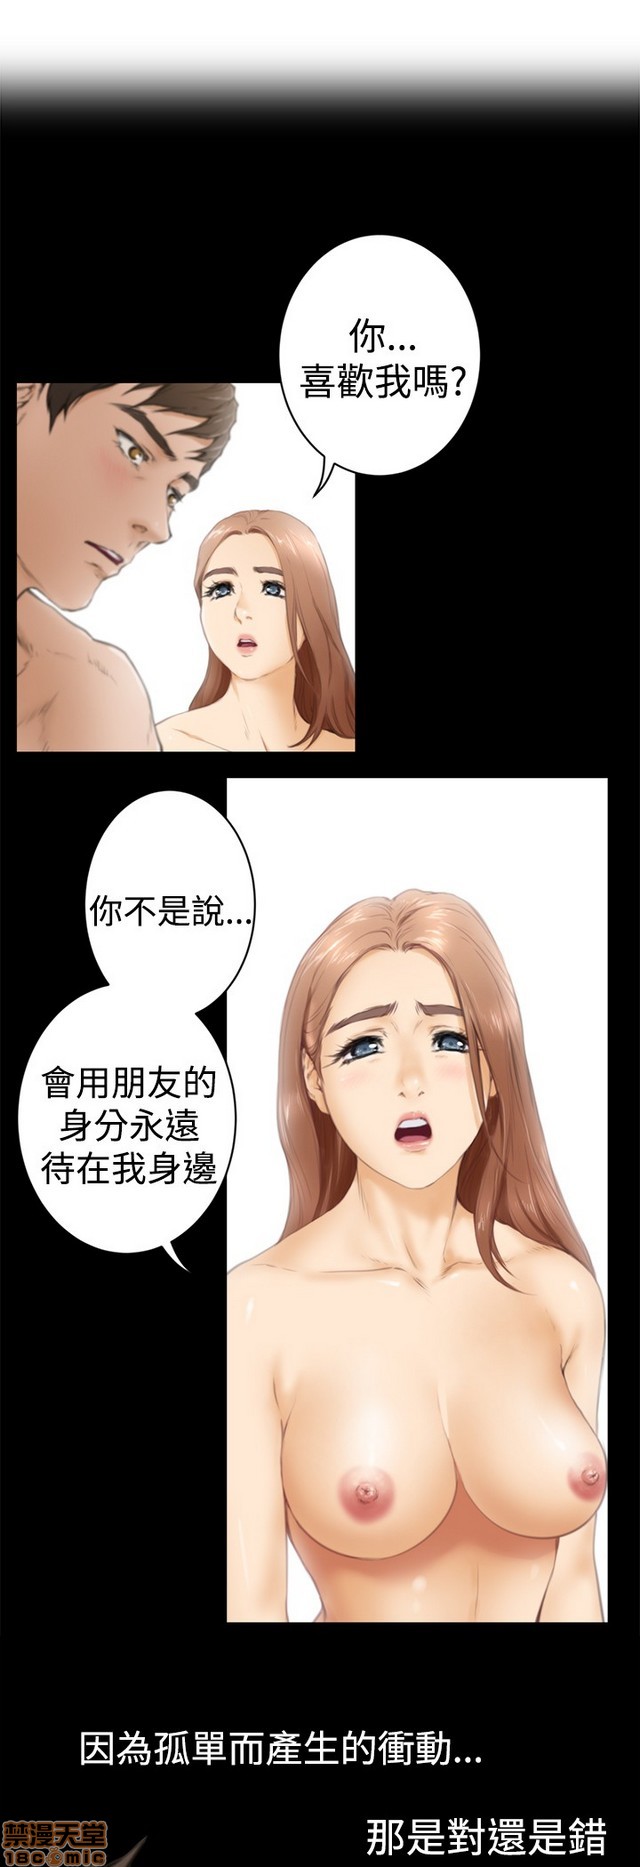 你...
喜歡我嗎?
你不是說...
會用朋友的
身分永遠
待在我身邊
因為孤單而產生的衝動...
那是對還是錯
禁漫天堂
18comic